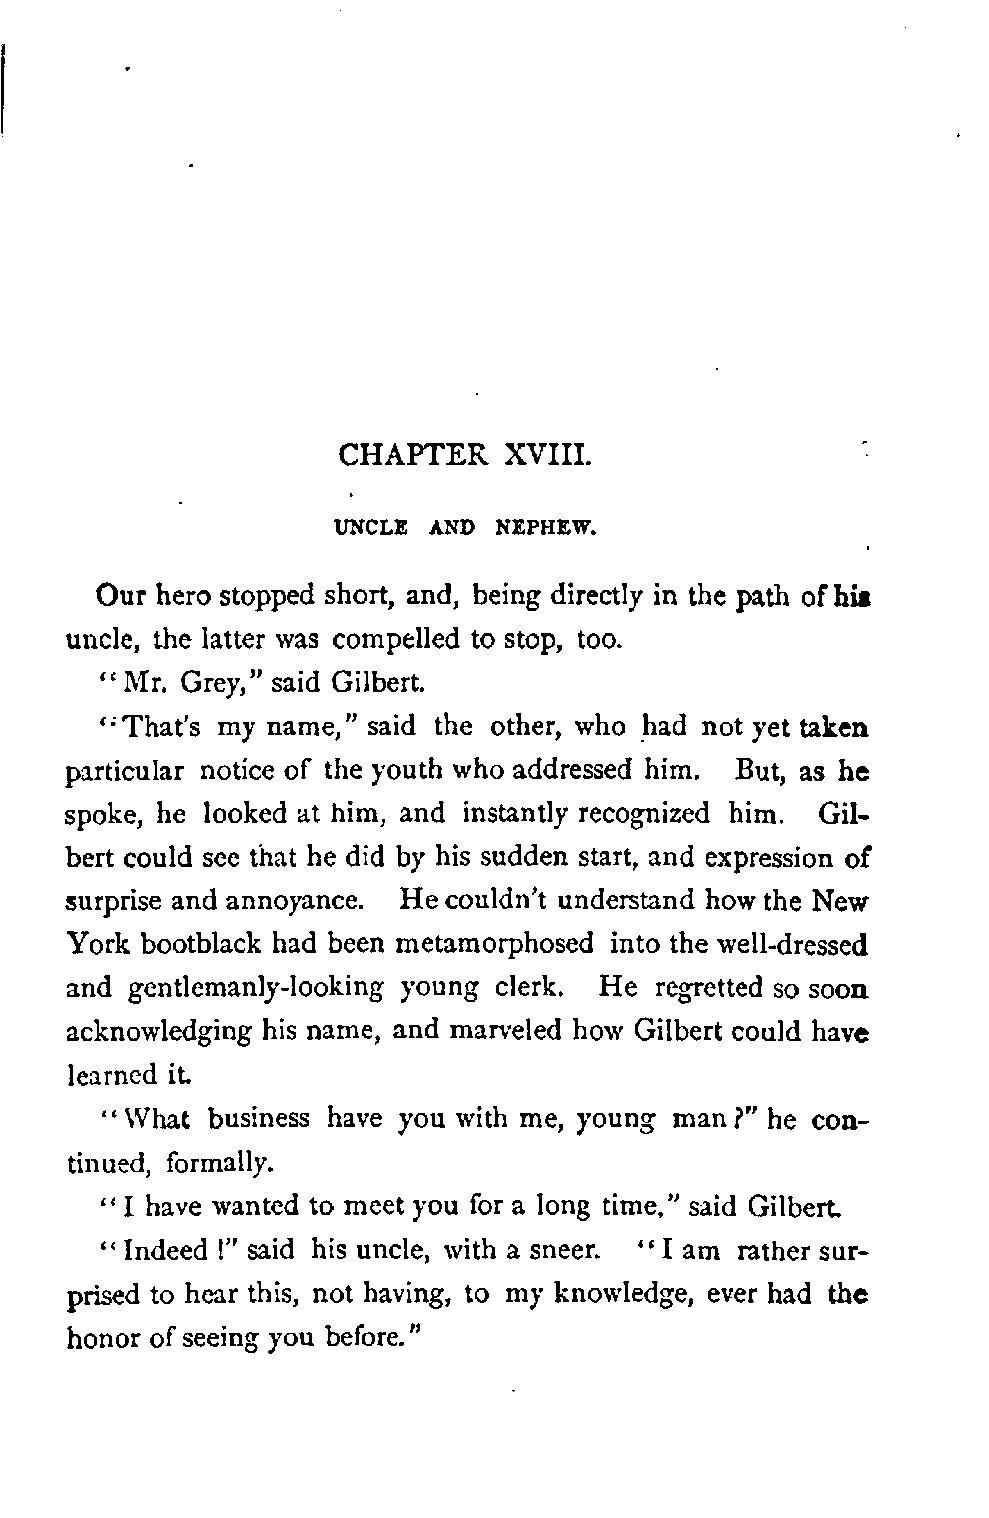 CHAPTER XVIII.
UNCLE AND NEPHEW.
Our hero stopped short, and, being directly in the path of his
uncle, the latter was compelled to stop, too.
"Mr. Grey," said Gilbert.
"That's my name," said the other, who had not yet taken
particular notice of the youth who addressed him. But, as he
spoke, he looked at him, and instantly recognized him. Gil-
bert could see that he did by his sudden start, and expression of
surprise and annoyance. He couldn't understand how the New
York bootblack had been metamorphosed into the well-dressed
and gentlemanly-looking young clerk. He regretted so soon
acknowledging his name, and marveled how Gilbert could have
learned it.
"What business have you with me, young man?" he con-
tinued, formally.
"I have wanted to meet you for a long time," said Gilbert.
"Indeed!" said his uncle, with a sneer. "I am rather sur-
prised to hear this, not having, to my knowledge, ever had the
honor of seeing you before."